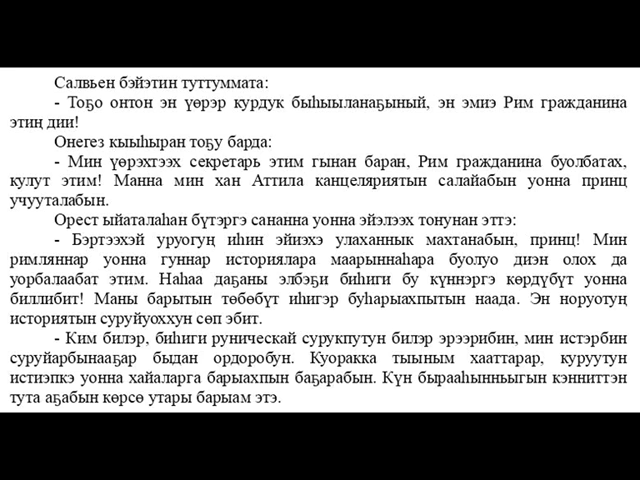 Салвьен бэйэтин туттуммата:
- Тоҕо онтон эн үөрэр курдук быһыыланаҕыный, эн эмиэ Рим гражданина
этиҥ дии!
Онегез кыыһыран тоҕу барда:
- Мин үөрэхтээх секретарь этим гынан баран, Рим гражданина буолбатах,
кулут этим! Манна мин хан Аттила канцеляриятын салайабын уонна принц
учууталабын.
Орест ыйаталаһан бүтэргэ сананна уонна эйэлээх тонунан эттэ:
- Бэртээхэй уруогуҥ иһин эйиэхэ улаханнык махтанабын, принц! Мин
римляннар уонна гуннар историялара маарыннаһара буолуо диэн олох да
уорбалаабат этим. Наһаа даҕаны элбэҕи биһиги бу күннэргэ көрдүбүт уонна
биллибит! Маны барытын төбөбүт иһигэр буһарыахпытын наада. Эн норуотуҥ
историятын суруйуоххун сөп эбит.
- Ким билэр, биһиги руническай сурукпутун билэр эрээрибин, мин истэрбин
суруйарбынааҕар быдан ордоробун. Куоракка тыыным хааттарар, куруутун
истиэпкэ уонна хайаларга барыахпын баҕарабын. Күн бырааһынньыгын кэнниттэн
тута аҕабын көрсө утары барыам этэ.